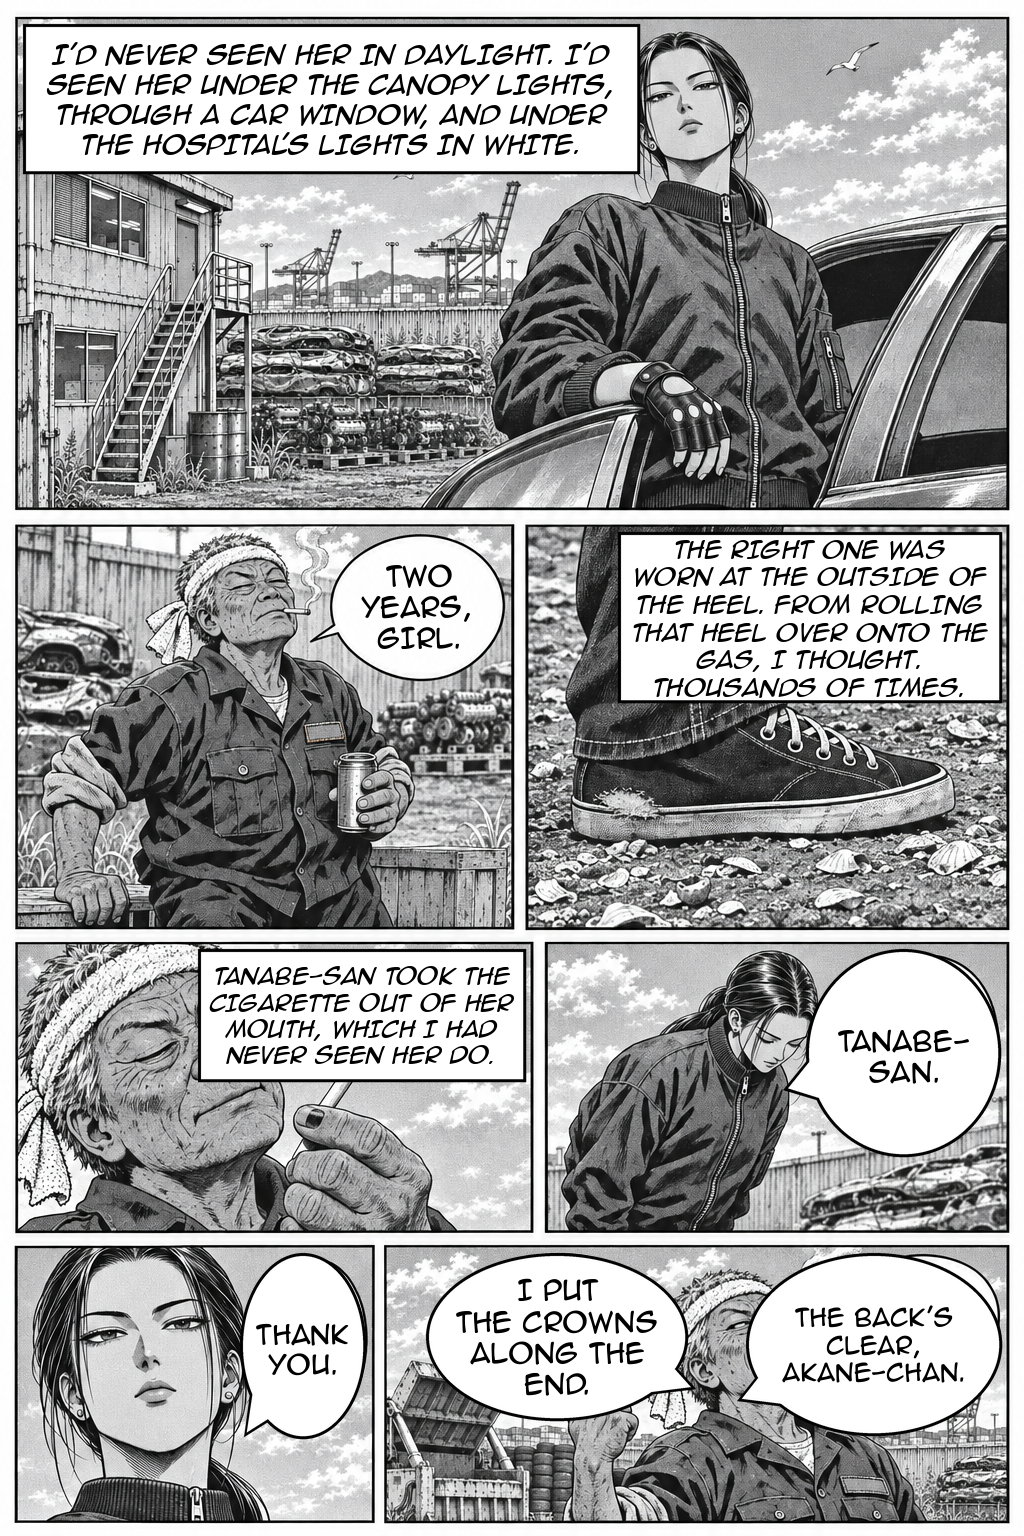 I'D NEVER SEEN HER IN DAYLIGHT. I'D
SEEN HER UNDER THE CANOPY LIGHTS,
THROUGH A CAR WINDOW, AND UNDER
THE HOSPITAL'S LIGHTS IN WHITE.
TWO
YEARS,
GIRL.
THE RIGHT ONE WAS
WORN AT THE OUTSIDE OF
THE HEEL. FROM ROLLING
THAT HEEL OVER ONTO THE
GAS, I THOUGHT.
THOUSANDS OF TIMES.
TANABE-SAN TOOK THE
CIGARETTE OUT OF HER
MOUTH, WHICH I HAD
NEVER SEEN HER DO.
TANABE-
SAN.
THANK
YOU.
I PUT
THE CROWNS
ALONG THE
END.
THE BACK'S
CLEAR,
AKANE-CHAN.